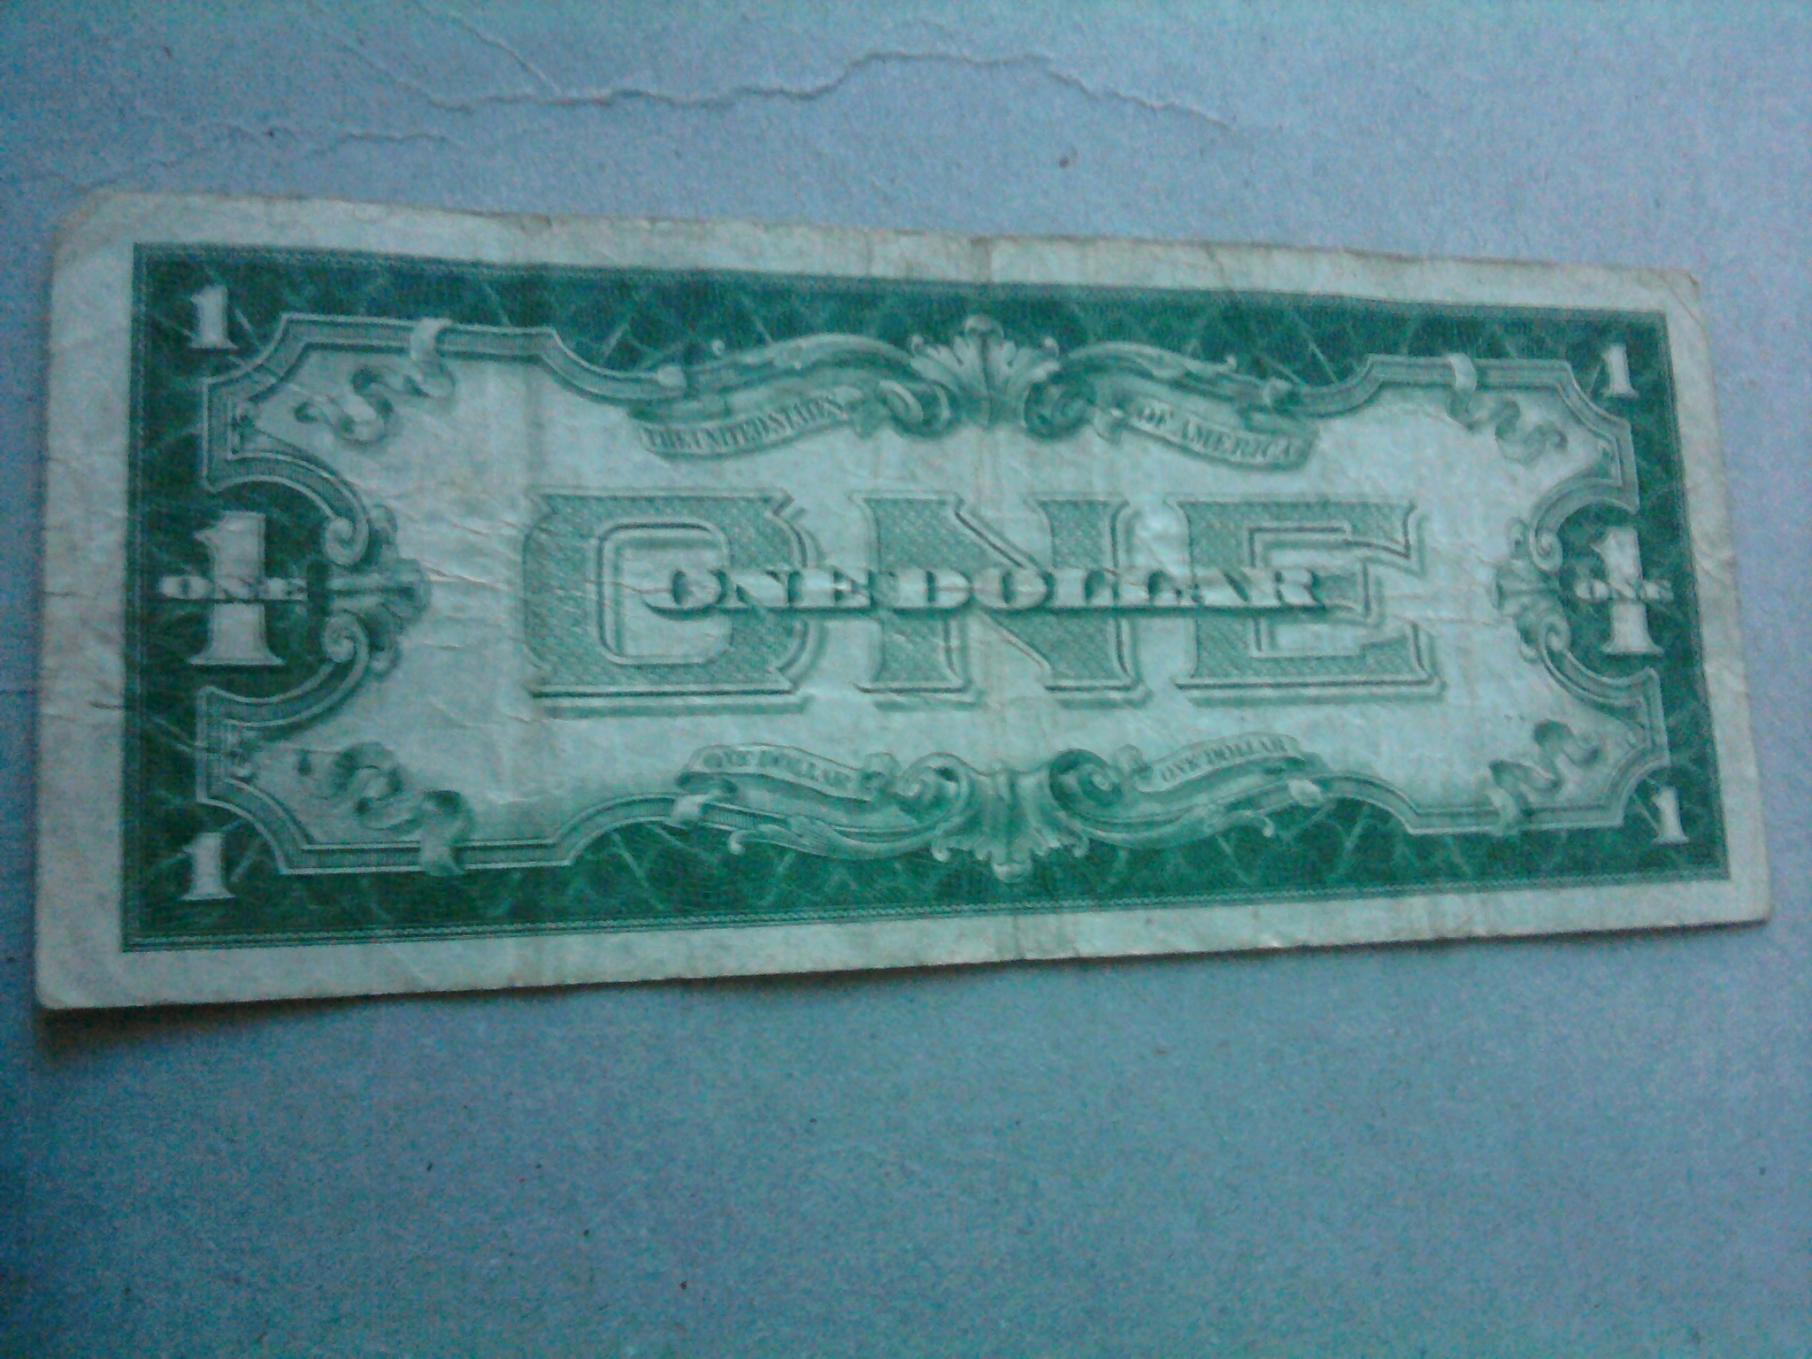 1 1
THE UNITED STATES OF AMERICA
ONE
1 ONE ONE DOLLAR 1 ONE
ONE DOLLAR ONE DOLLAR
1 1